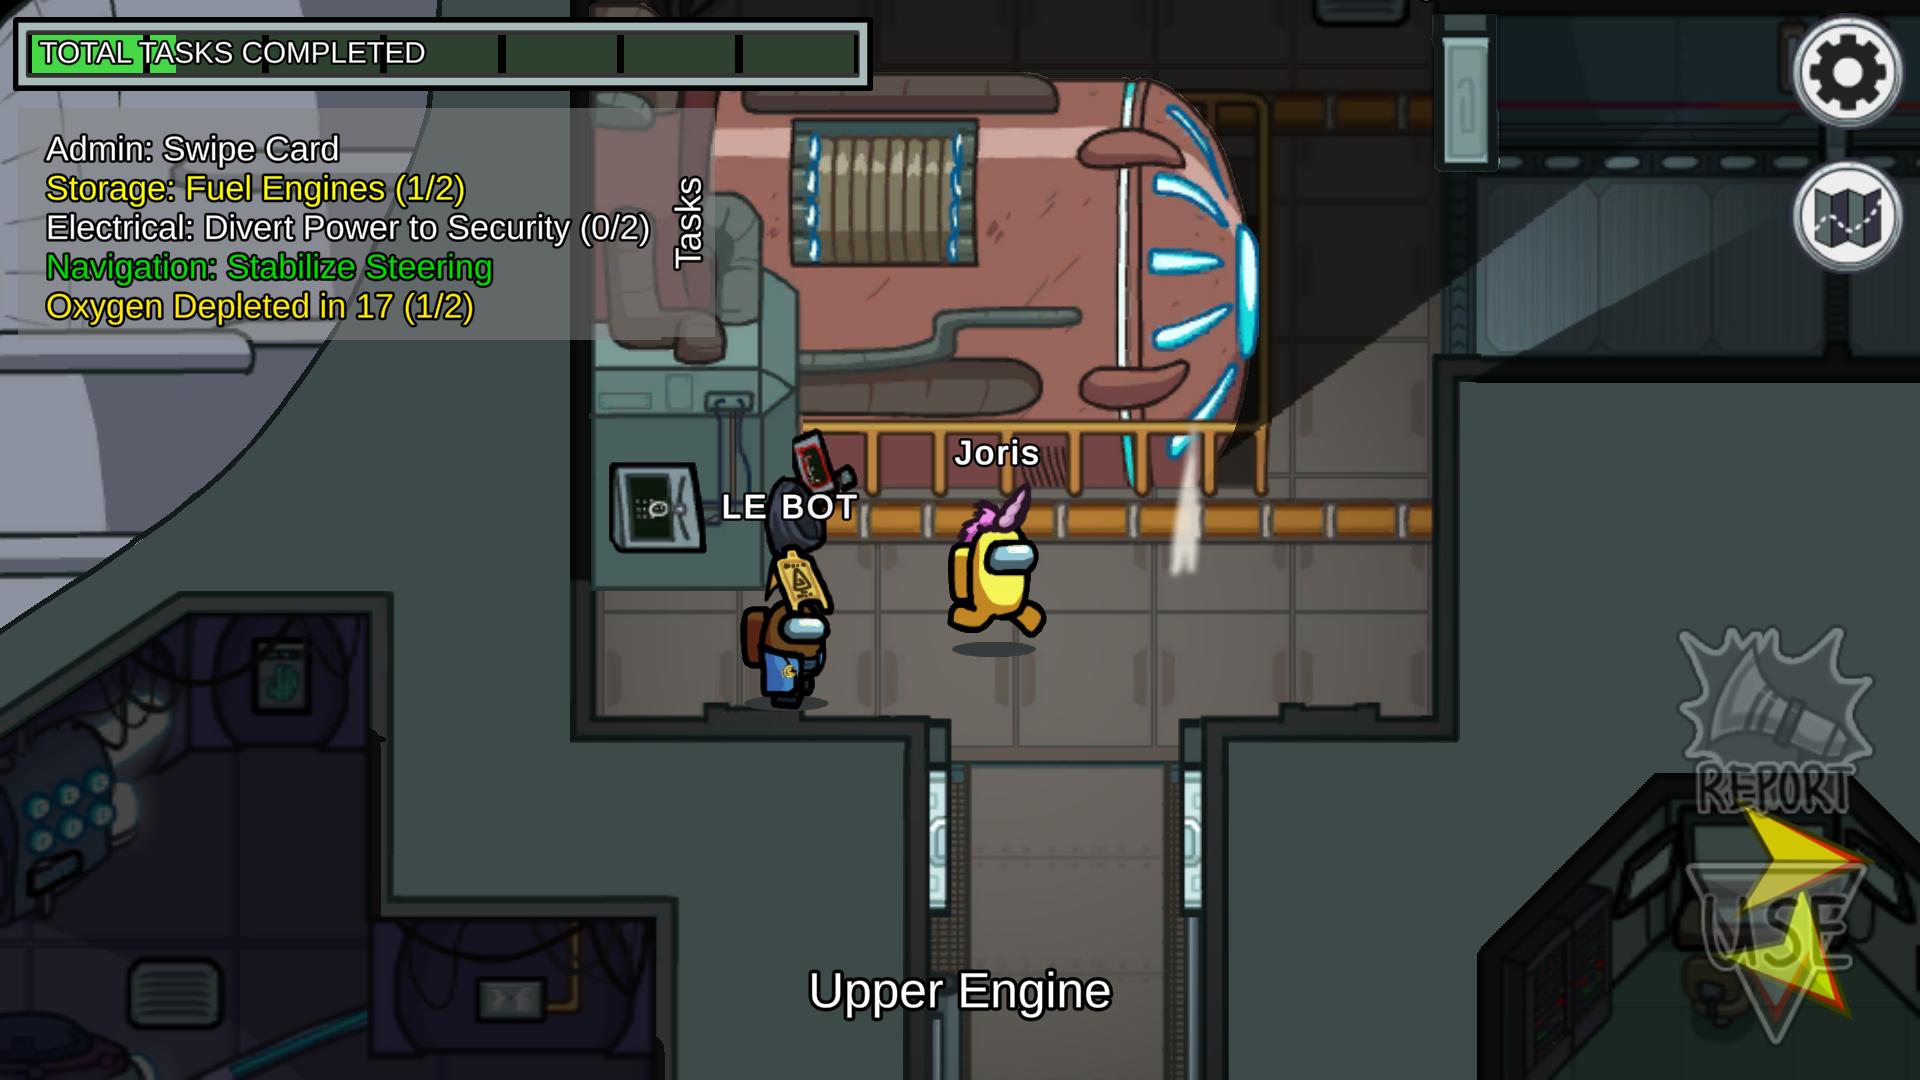 TOTAL TASKS COMPLETED
Admin: Swipe Card
Storage: Fuel Engines (1/2)
Electrical: Divert Power to Security (0/2)
Navigation: Stabilize Steering
Oxygen Depleted in 17 (1/2)
Tasks
Joris
LE BOT
REPORT
USE
Upper Engine